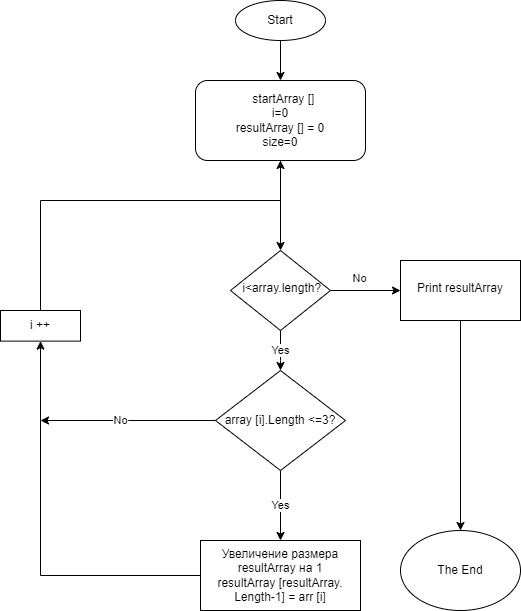 Start
startArray []
i=0
resultArray [] = 0
size=0
i<array.length?
No
Print resultArray
i ++
Yes
array [i].Length <=3?
No
Yes
Увеличение размера
resultArray на 1
resultArray [resultArray.
Length-1] = arr [i]
The End